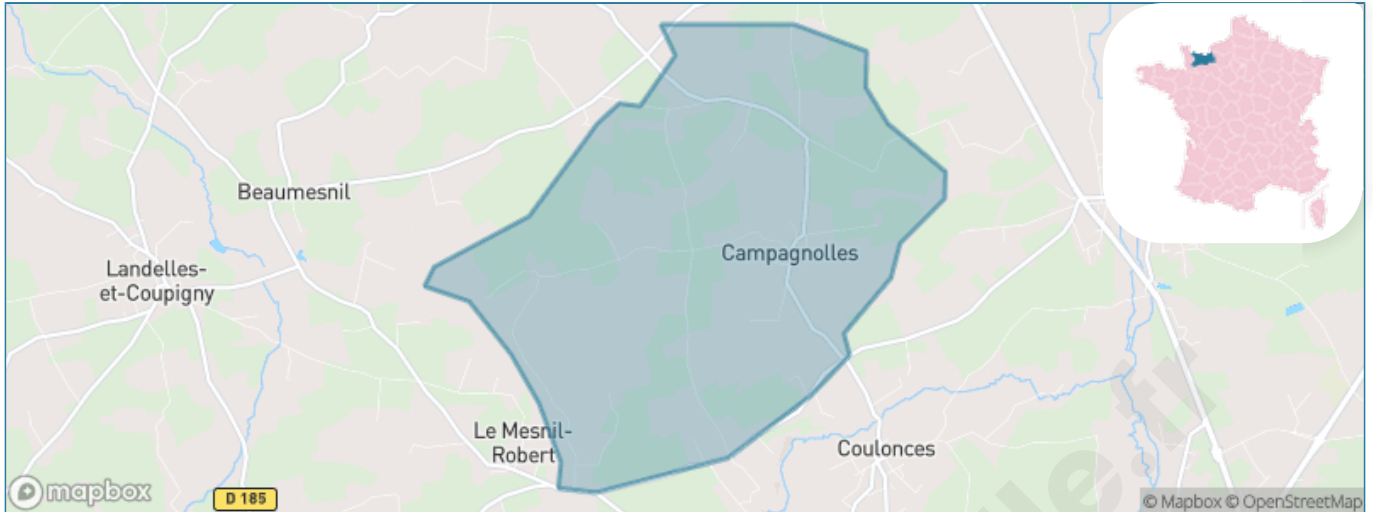 Beaumesnil
Campagnolles
Landelles-
et-Coupigny
Le Mesnil-
Robert
Coulonces
mapbox
D 185
© Mapbox © OpenStreetMap